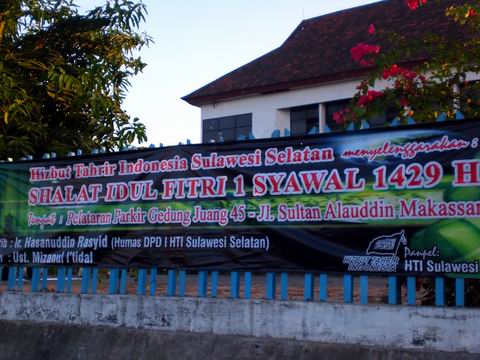 Hizbut Tahrir Indonesia Sulawesi Selatan menyelenggarakan :
SHALAT IDUL FITRI 1 SYAWAL 1429 H
Tempat : Pelataran Parkir Gedung Juang 45 - Jl. Sultan Alauddin Makassar
: Ir. Hasanuddin Rasyid (Humas DPD I HTI Sulawesi Selatan)
: Ust. Mizanul I'tidal
HIZBUT TAHRIR
INDONESIA
Panpel:
HTI Sulawesi